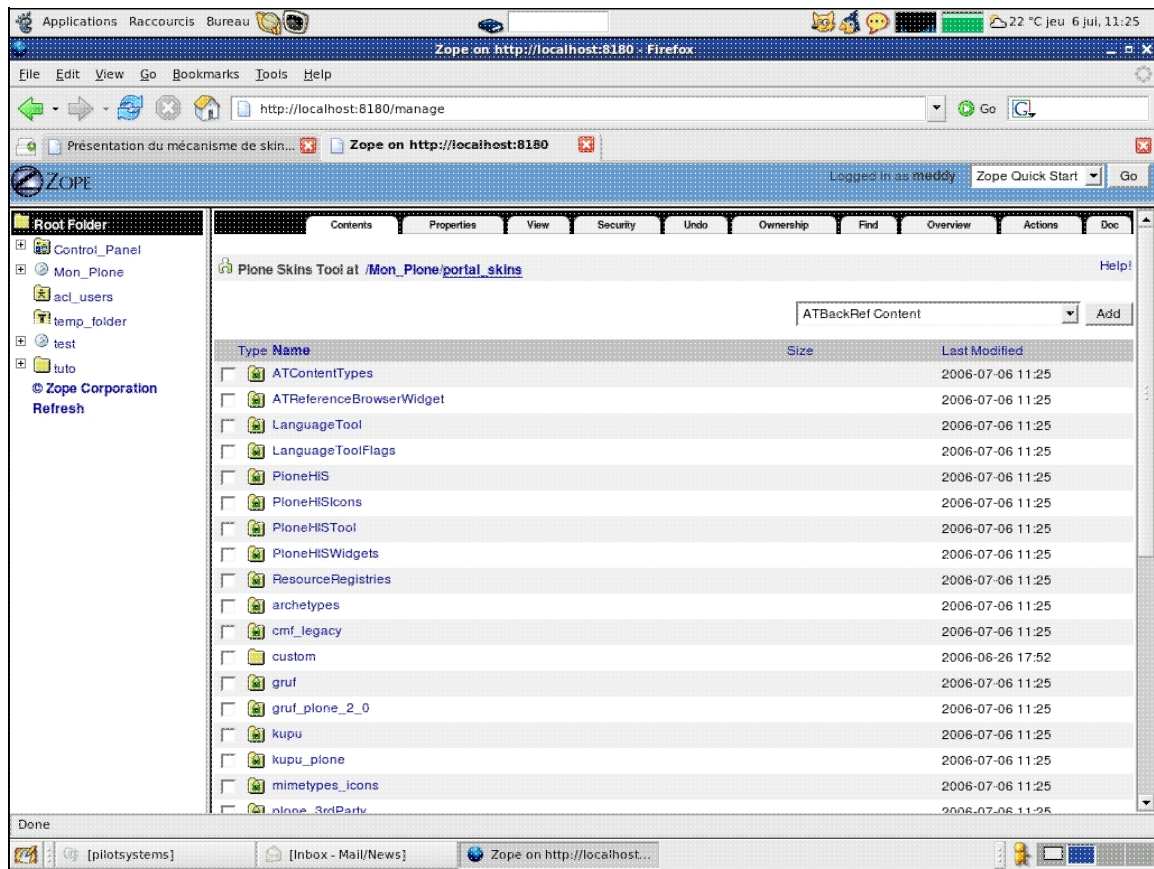 Applications Raccourcis Bureau 22 °C jeu 6 jui, 11:25
Zope on http://localhost:8180 - Firefox
File Edit View Go Bookmarks Tools Help
http://localhost:8180/manage Go G
Présentation du mécanisme de skin... Zope on http://localhost:8180
ZOPE Logged in as meddy Zope Quick Start Go
Root Folder
Control_Panel
Mon_Plone
acl_users
temp_folder
test
tuto
© Zope Corporation
Refresh
Contents Properties View Security Undo Ownership Find Overview Actions Doc
Plone Skins Tool at /Mon_Plone/portal_skins Help!
ATBackRef Content Add
Type Name Size Last Modified
ATContentTypes 2006-07-06 11:25
ATReferenceBrowserWidget 2006-07-06 11:25
LanguageTool 2006-07-06 11:25
LanguageToolFlags 2006-07-06 11:25
PloneHIS 2006-07-06 11:25
PloneHISIcons 2006-07-06 11:25
PloneHISTool 2006-07-06 11:25
PloneHISWidgets 2006-07-06 11:25
ResourceRegistries 2006-07-06 11:25
archetypes 2006-07-06 11:25
cmf_legacy 2006-07-06 11:25
custom 2006-06-26 17:52
gruf 2006-07-06 11:25
gruf_plone_2_0 2006-07-06 11:25
kupu 2006-07-06 11:25
kupu_plone 2006-07-06 11:25
mimetypes_icons 2006-07-06 11:25
plone_3rdParty 2006-07-06 11:25
Done
[pilotsystems] [Inbox - Mail/News] Zope on http://localhost...